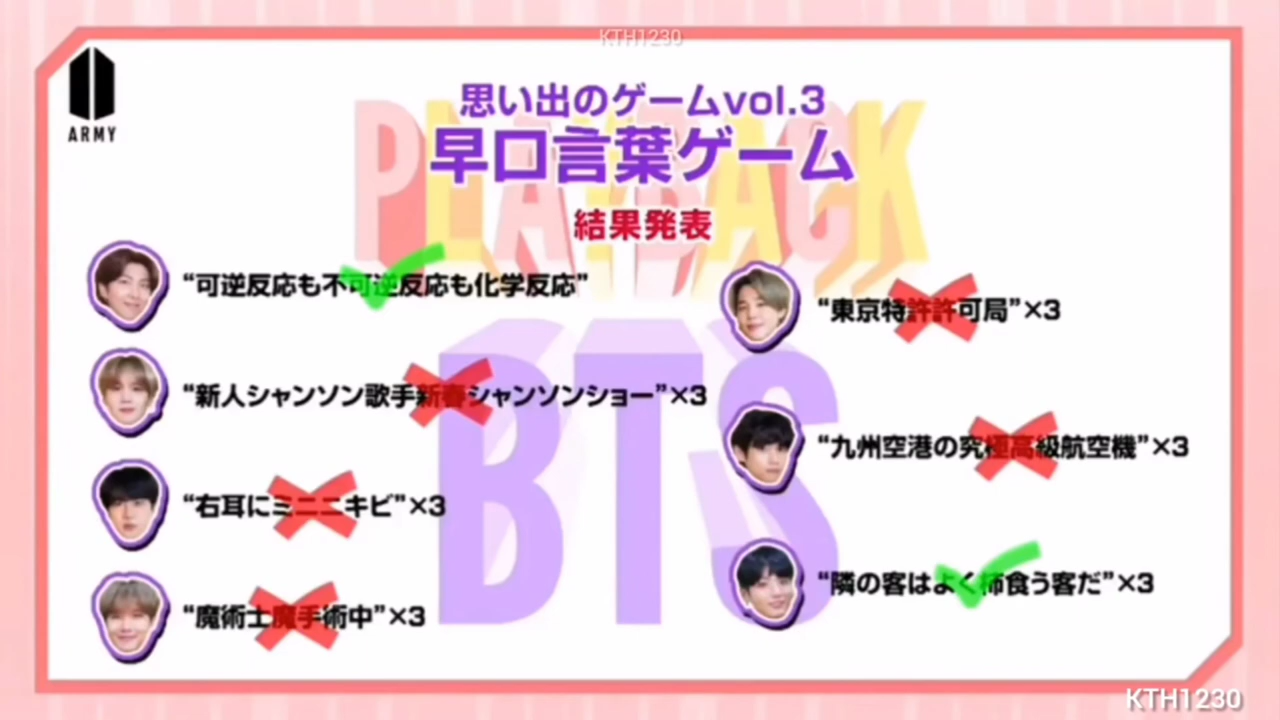 KTH1230
ARMY
PLAYBACK
BTS
思い出のゲームvol.3
早口言葉ゲーム
結果発表
“可逆反応も不可逆反応も化学反応”
“新人シャンソン歌手新春シャンソンショー”×3
“右耳にミニニキビ”×3
“魔術士魔手術中”×3
“東京特許許可局”×3
“九州空港の究極高級航空機”×3
“隣の客はよく柿食う客だ”×3
KTH1230